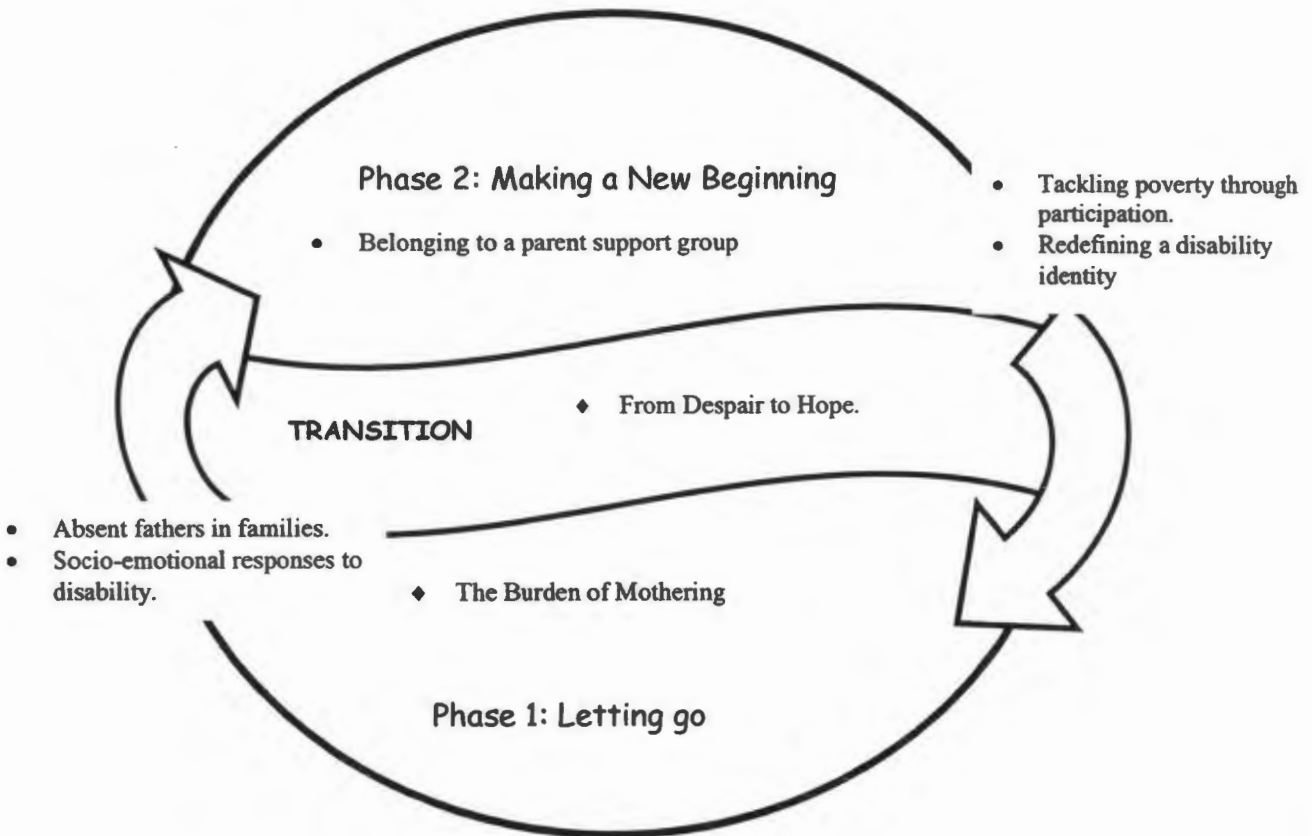 Phase 2: Making a New Beginning
• Belonging to a parent support group
• Tackling poverty through
participation.
• Redefining a disability
identity
TRANSITION
♦ From Despair to Hope.
• Absent fathers in families.
• Socio-emotional responses to
disability.
♦ The Burden of Mothering
Phase 1: Letting go